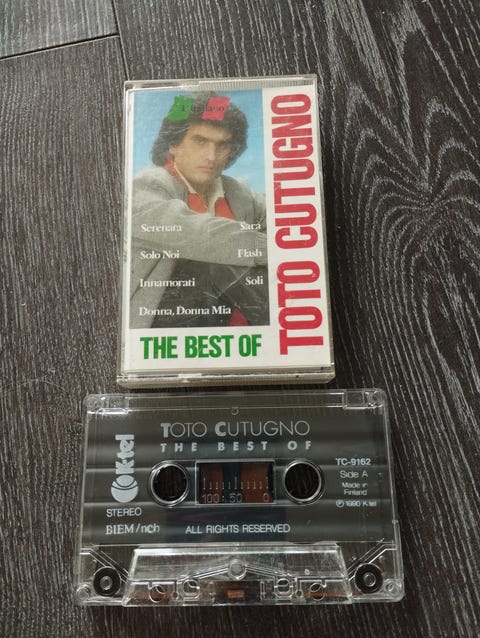 L'italiano
Serenata Sara
Solo Noi Flash
Innamorati Soli
Donna, Donna Mia
THE BEST OF
TOTO CUTUGNO
TOTO CUTUGNO
THE BEST OF
K-tel
TC-9162
Side A
Made in
Finland
℗ 1990 K-tel
100 50 0
STEREO
BIEM/ncb
ALL RIGHTS RESERVED